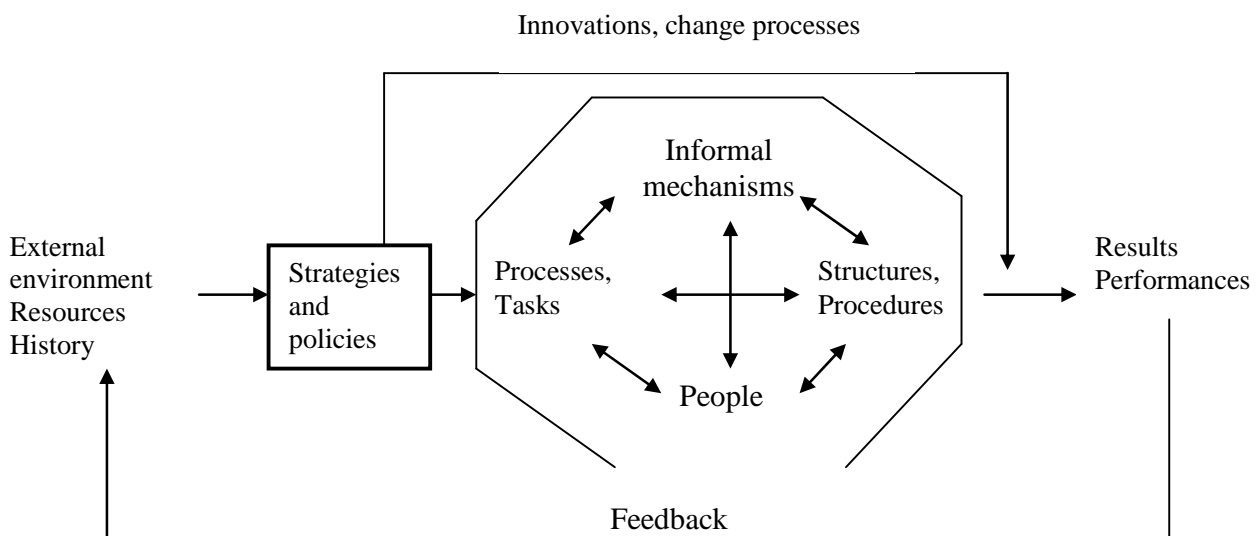 Innovations, change processes
Informal
mechanisms
External
environment
Resources
History
Strategies
and
policies
Processes,
Tasks
Structures,
Procedures
Results
Performances
People
Feedback